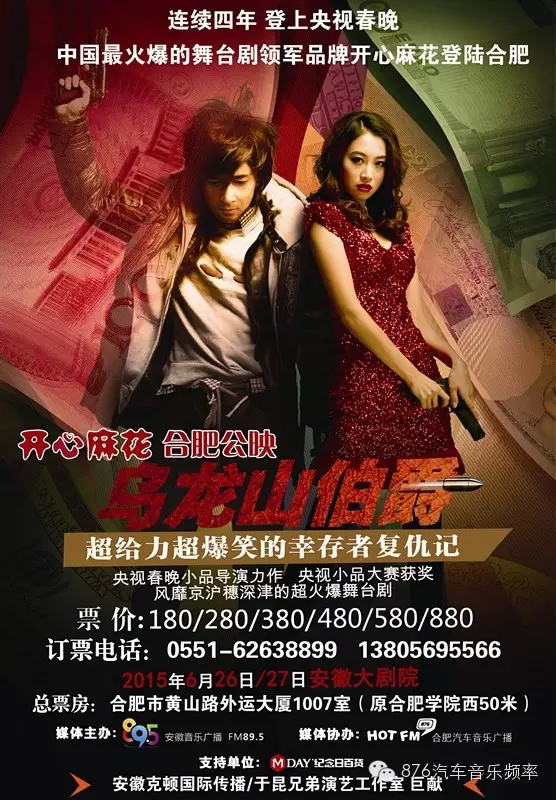 连续四年 登上央视春晚
中国最火爆的舞台剧领军品牌开心麻花登陆合肥
开心麻花 合肥公映
乌龙山伯爵
超给力超爆笑的幸存者复仇记
央视春晚小品导演力作 央视小品大赛获奖
风靡京沪穗深津的超火爆舞台剧
票 价:180/280/380/480/580/880
订票电话： 0551-62638899 13805695566
2015年6月26日/27日安徽大剧院
总票房：合肥市黄山路外运大厦1007室（原合肥学院西50米）
媒体主办: 895 安徽音乐广播 FM89.5 媒体协办: HOT FM 876 合肥汽车音乐广播
支持单位: M DAY 纪念日百货
安徽克顿国际传播/于昆兄弟演艺工作室 巨献
876汽车音乐频率